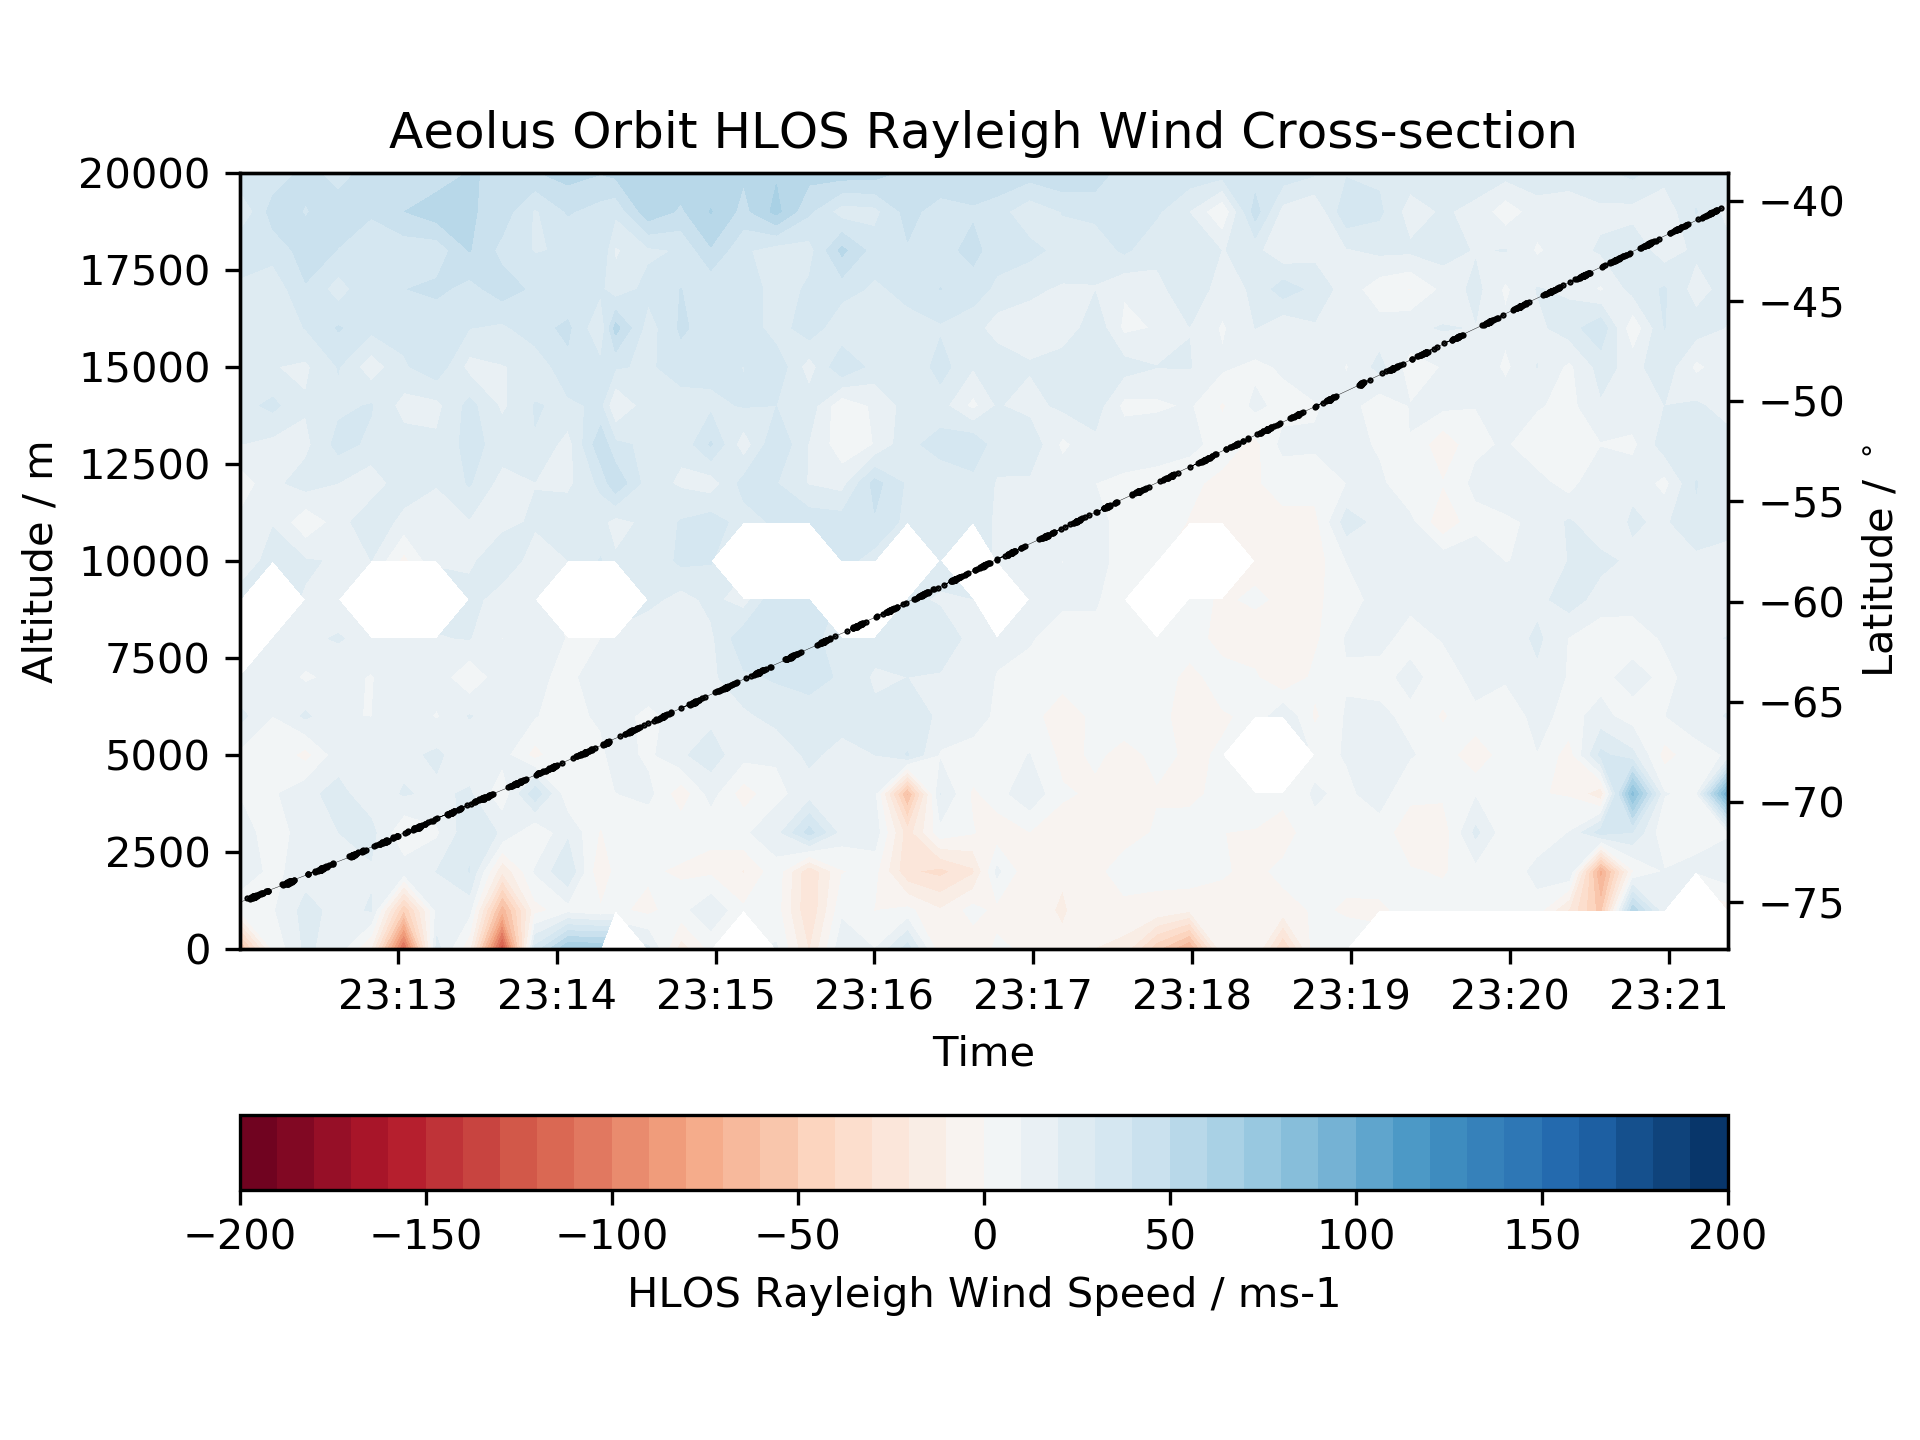 Aeolus Orbit HLOS Rayleigh Wind Cross-section
20000
17500
15000
12500
10000
7500
5000
2500
0
Altitude / m
−40
−45
−50
−55
−60
−65
−70
−75
Latitude / °
23:13 23:14 23:15 23:16 23:17 23:18 23:19 23:20 23:21
Time
−200 −150 −100 −50 0 50 100 150 200
HLOS Rayleigh Wind Speed / ms-1